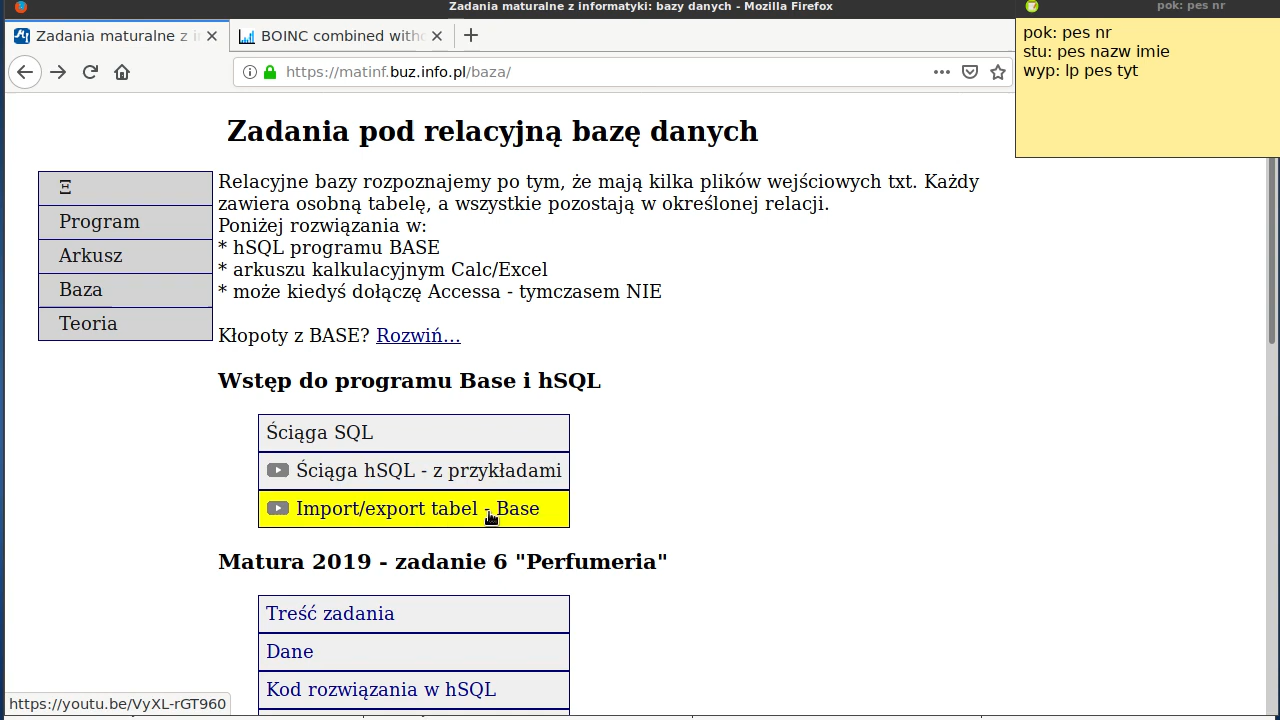 Zadania maturalne z informatyki: bazy danych - Mozilla Firefox
pok: pes nr
Zadania maturalne z i
BOINC combined with
https://matinf.buz.info.pl/baza/
pok: pes nr
stu: pes nazw imie
wyp: lp pes tyt
Zadania pod relacyjną bazę danych
Ξ
Program
Arkusz
Baza
Teoria
Relacyjne bazy rozpoznajemy po tym, że mają kilka plików wejściowych txt. Każdy
zawiera osobną tabelę, a wszystkie pozostają w określonej relacji.
Poniżej rozwiązania w:
* hSQL programu BASE
* arkuszu kalkulacyjnym Calc/Excel
* może kiedyś dołączę Accessa - tymczasem NIE
Kłopoty z BASE? Rozwiń...
Wstęp do programu Base i hSQL
Ściąga SQL
Ściąga hSQL - z przykładami
Import/export tabel - Base
Matura 2019 - zadanie 6 "Perfumeria"
Treść zadania
Dane
Kod rozwiązania w hSQL
https://youtu.be/VyXL-rGT960